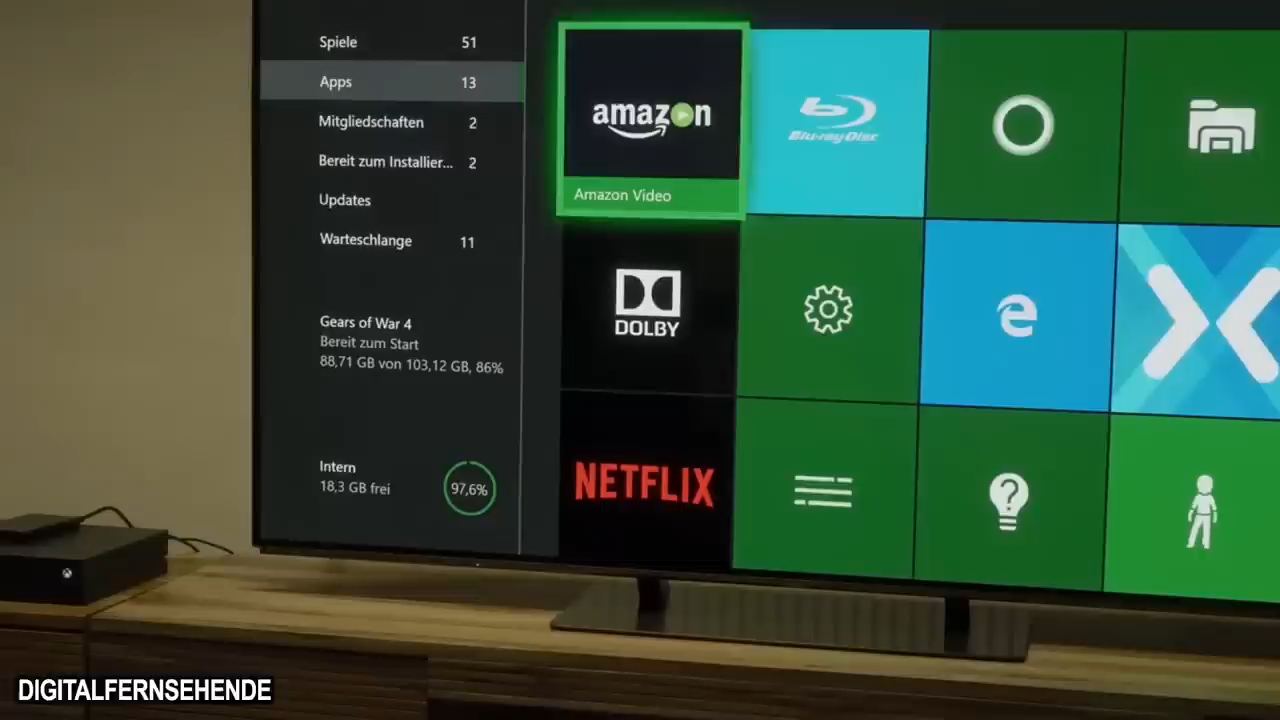 Spiele 51
Apps 13
Mitgliedschaften 2
Bereit zum Installier... 2
Updates
Warteschlange 11
Gears of War 4
Bereit zum Start
88,71 GB von 103,12 GB, 86%
Intern
18,3 GB frei
97,6%
amazon
Amazon Video
Blu-ray Disc
DOLBY
e
NETFLIX
?
DIGITALFERNSEHENDE